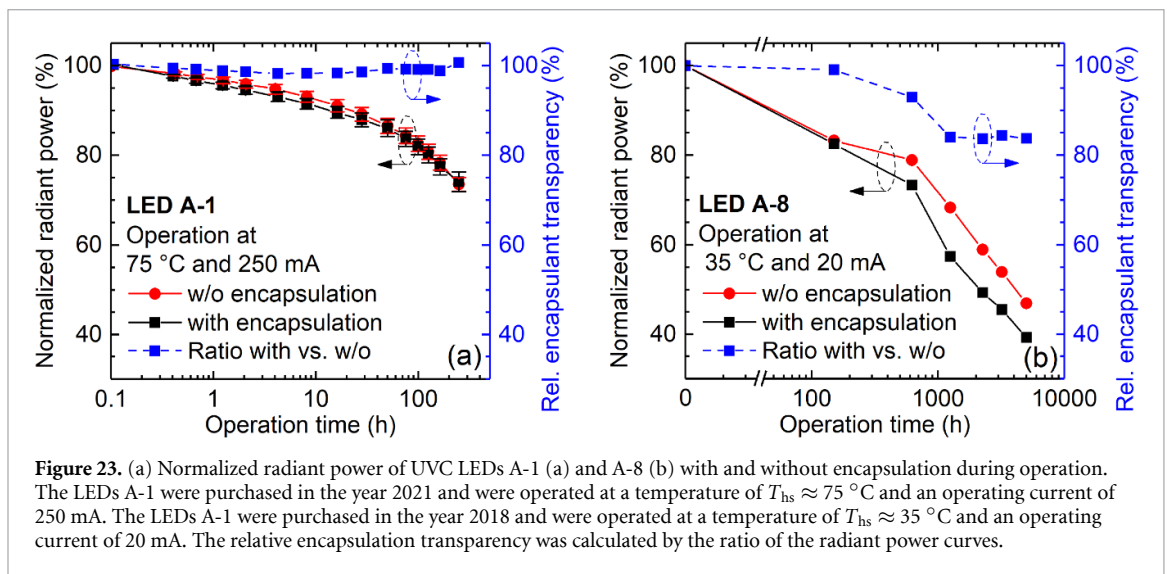 Normalized radiant power (%)
100
80
60
40
0.1
1
10
100
Operation time (h)
100
80
60
40
Rel. encapsulant transparency (%)
LED A-1
Operation at
75 °C and 250 mA
w/o encapsulation
with encapsulation
Ratio with vs. w/o
(a)
Normalized radiant power (%)
100
80
60
40
0
100
1000
10000
Operation time (h)
100
80
60
40
Rel. encapsulant transparency (%)
LED A-8
Operation at
35 °C and 20 mA
w/o encapsulation
with encapsulation
Ratio with vs. w/o
(b)
Figure 23. (a) Normalized radiant power of UVC LEDs A-1 (a) and A-8 (b) with and without encapsulation during operation.
The LEDs A-1 were purchased in the year 2021 and were operated at a temperature of Ths ≈ 75 °C and an operating current of
250 mA. The LEDs A-1 were purchased in the year 2018 and were operated at a temperature of Ths ≈ 35 °C and an operating
current of 20 mA. The relative encapsulation transparency was calculated by the ratio of the radiant power curves.